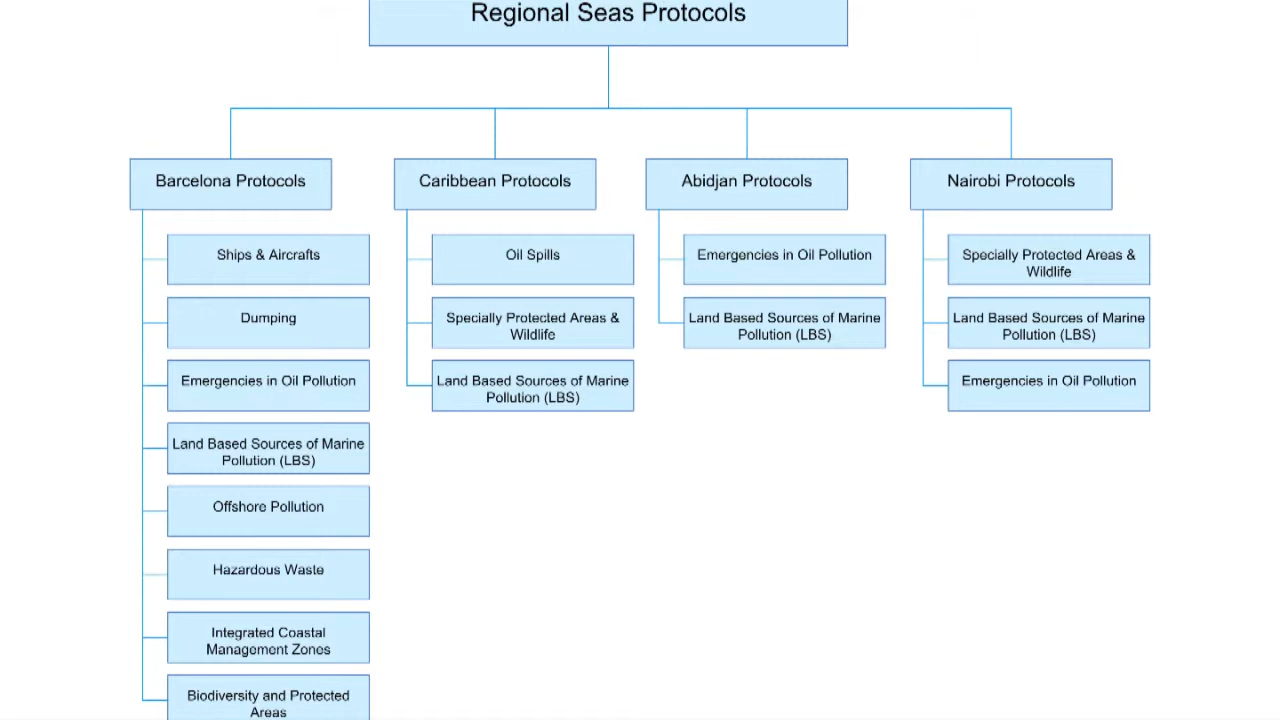 Regional Seas Protocols
Barcelona Protocols
Ships & Aircrafts
Dumping
Emergencies in Oil Pollution
Land Based Sources of Marine
Pollution (LBS)
Offshore Pollution
Hazardous Waste
Integrated Coastal
Management Zones
Biodiversity and Protected
Areas
Caribbean Protocols
Oil Spills
Specially Protected Areas &
Wildlife
Land Based Sources of Marine
Pollution (LBS)
Abidjan Protocols
Emergencies in Oil Pollution
Land Based Sources of Marine
Pollution (LBS)
Nairobi Protocols
Specially Protected Areas &
Wildlife
Land Based Sources of Marine
Pollution (LBS)
Emergencies in Oil Pollution